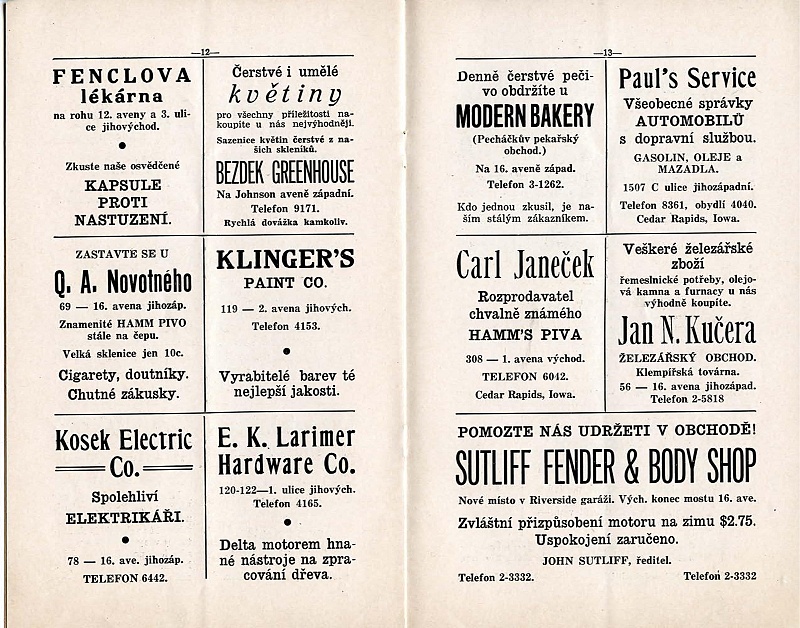 —12—
FENCLOVA
lékárna
na rohu 12. aveny a 3. uli-
ce jihovýchod.
Zkuste naše osvědčené
KAPSULE
PROTI
NASTUZENÍ.
Čerstvé i umělé
květiny
pro všechny příležitosti na-
koupíte u nás nejvýhodněji.
Sazenice květin čerstvé z na-
šich skleníků.
BEZDEK GREENHOUSE
Na Johnson aveně západní.
Telefon 9171.
Rychlá dovážka kamkoliv.
ZASTAVTE SE U
Q. A. Novotného
69 — 16. avena jihozáp.
Znamenité HAMM PIVO
stále na čepu.
Velká sklenice jen 10c.
Cigarety, doutníky.
Chutné zákusky.
KLINGER'S
PAINT CO.
119 — 2. avena jihových.
Telefon 4153.
Vyrabitelé barev té
nejlepší jakosti.
Kosek Electric
Co.
Spolehliví
ELEKTRIKÁŘI.
78 — 16. ave. jihozáp.
TELEFON 6442.
E. K. Larimer
Hardware Co.
120-122—1. ulice jihových.
Telefon 4165.
Delta motorem hna-
né nástroje na zpra-
cování dřeva.
—13—
Denně čerstvé peči-
vo obdržíte u
MODERN BAKERY
(Pecháčkův pekařský
obchod.)
Na 16. aveně západ.
Telefon 3-1262.
Kdo jednou zkusil, je na-
ším stálým zákazníkem.
Paul's Service
Všeobecné správky
AUTOMOBILŮ
s dopravní službou.
GASOLIN, OLEJE a
MAZADLA.
1507 C ulice jihozápadní.
Telefon 8361, obydlí 4040.
Cedar Rapids, Iowa.
Carl Janeček
Rozprodavatel
chvalně známého
HAMM'S PIVA
308 — 1. avena východ.
TELEFON 6042.
Cedar Rapids, Iowa.
Veškeré železářské
zboží
řemeslnické potřeby, olejo-
vá kamna a furnacy u nás
výhodně koupíte.
Jan N. Kučera
ŽELEZÁŘSKÝ OBCHOD.
Klempířská továrna.
56 — 16. avena jihozápad.
Telefon 2-5818
POMOZTE NÁS UDRŽETI V OBCHODĚ!
SUTLIFF FENDER & BODY SHOP
Nové místo v Riverside garáži. Vých. konec mostu 16. ave.
Zvláštní přizpůsobení motoru na zimu $2.75.
Uspokojení zaručeno.
JOHN SUTLIFF, ředitel.
Telefon 2-3332. Telefon 2-3332